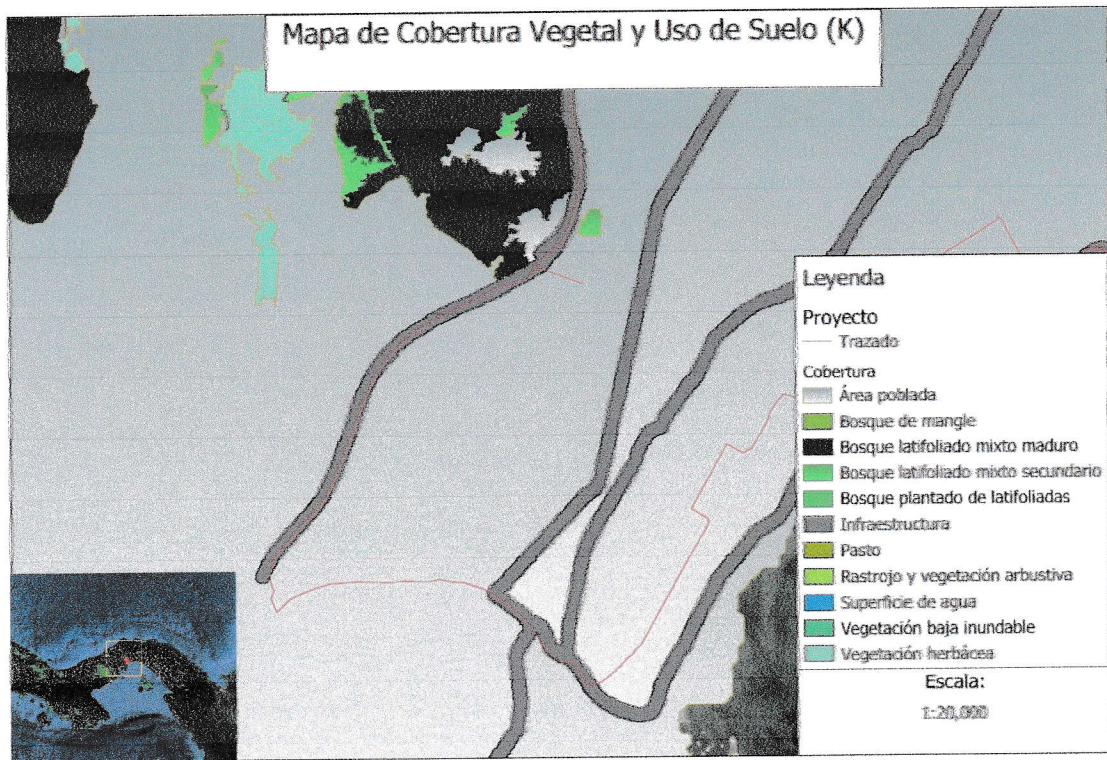 Mapa de Cobertura Vegetal y Uso de Suelo (K)
Leyenda
Proyecto
Trazado
Cobertura
Área poblada
Bosque de mangle
Bosque latifoliado mixto maduro
Bosque latifoliado mixto secundario
Bosque plantado de latifoliadas
Infraestructura
Pasto
Rastrojo y vegetación arbustiva
Superficie de agua
Vegetación baja inundable
Vegetación herbácea
Escala:
1:20,000